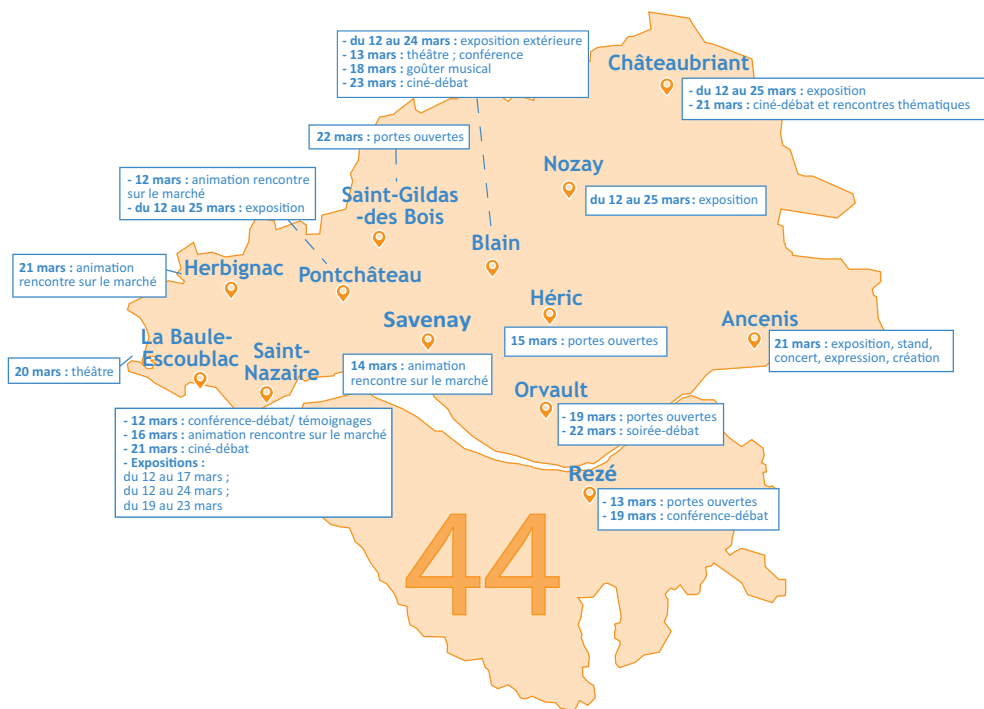 - du 12 au 24 mars : exposition extérieure
- 13 mars : théâtre ; conférence
- 18 mars : goûter musical
- 23 mars : ciné-débat
Châteaubriant
- du 12 au 25 mars : exposition
- 21 mars : ciné-débat et rencontres thématiques
22 mars : portes ouvertes
Nozay
du 12 au 25 mars : exposition
- 12 mars : animation rencontre
sur le marché
- du 12 au 25 mars : exposition
Saint-Gildas
-des Bois
Blain
21 mars : animation
rencontre sur le marché
Herbignac
Pontchâteau
Héric
15 mars : portes ouvertes
Savenay
14 mars : animation
rencontre sur le marché
Ancenis
21 mars : exposition, stand,
concert, expression, création
La Baule-
Escoublac
20 mars : théâtre
Saint-
Nazaire
- 12 mars : conférence-débat/ témoignages
- 16 mars : animation rencontre sur le marché
- 21 mars : ciné-débat
- Expositions :
du 12 au 17 mars ;
du 12 au 24 mars ;
du 19 au 23 mars
Orvault
- 19 mars : portes ouvertes
- 22 mars : soirée-débat
Rezé
- 13 mars : portes ouvertes
- 19 mars : conférence-débat
44